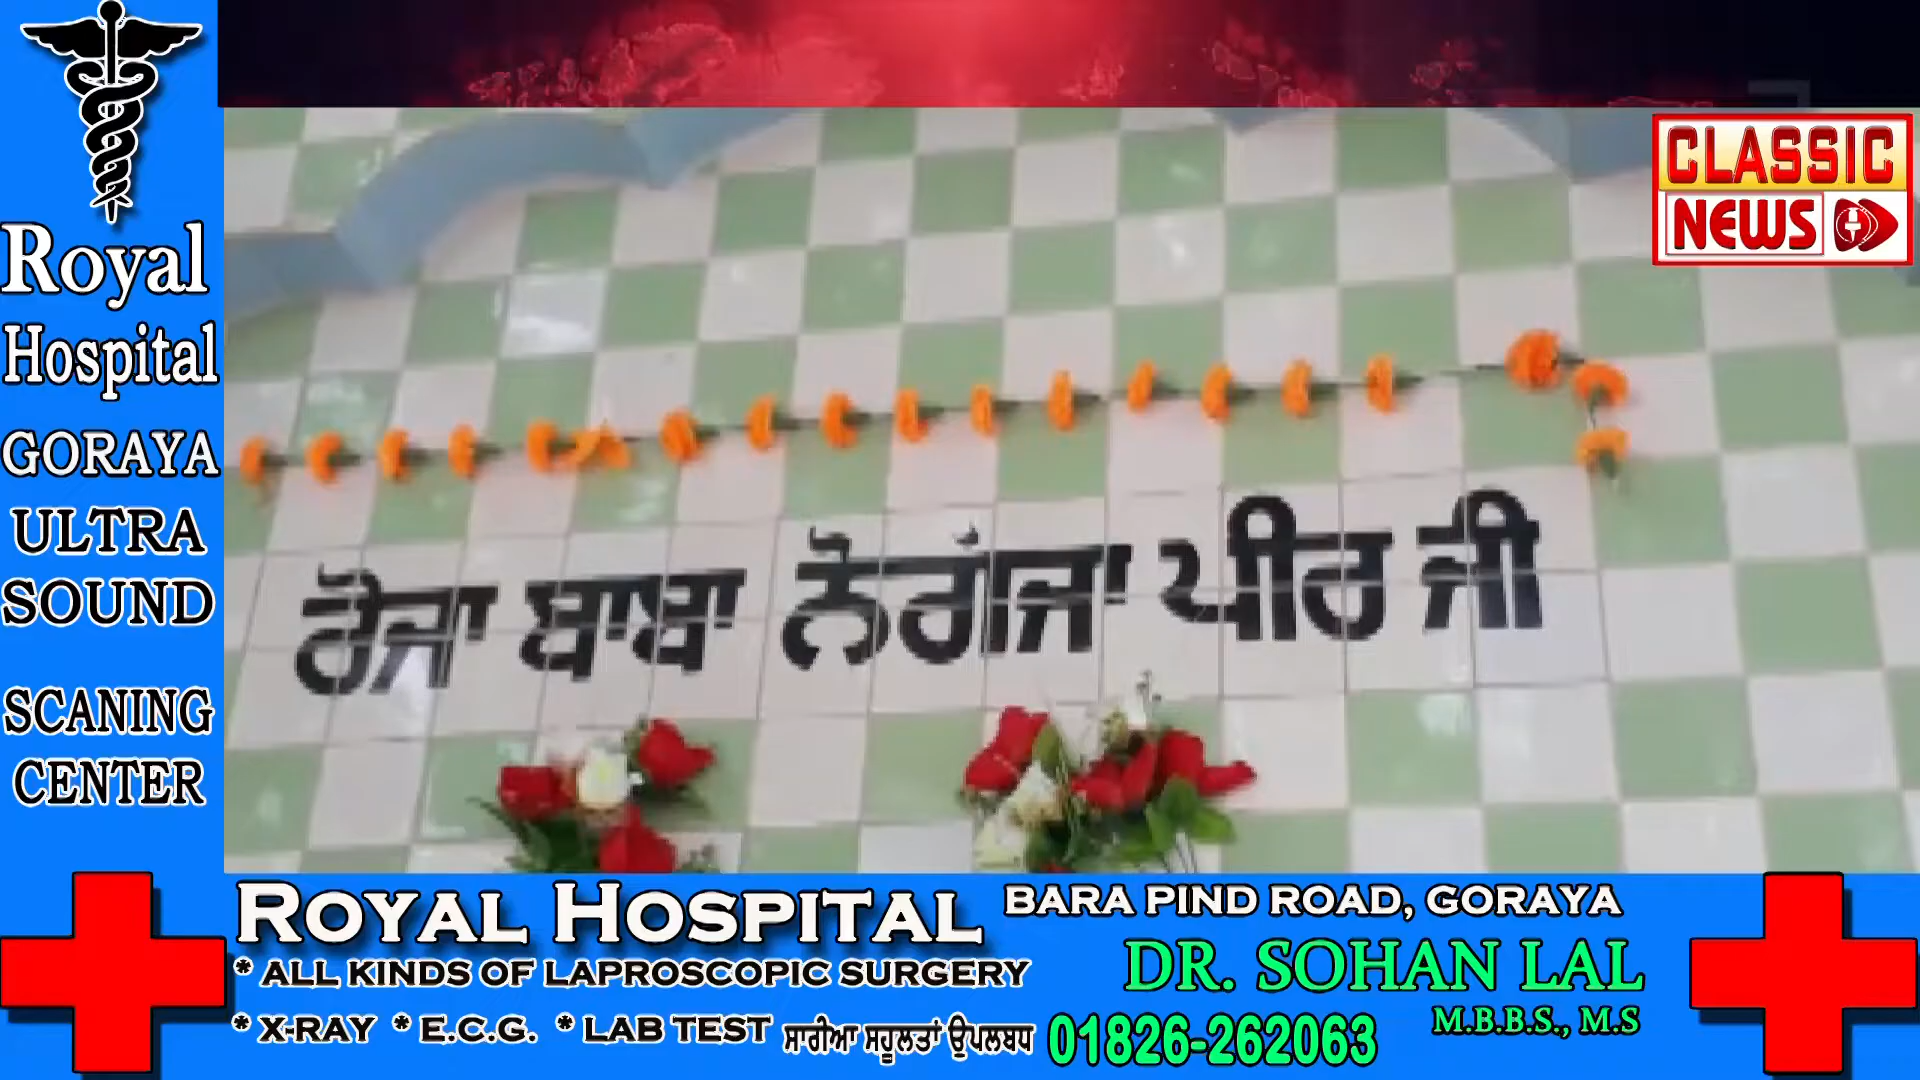 Royal
Hospital
GORAYA
ULTRA
SOUND
SCANING
CENTER
CLASSIC
NEWS
ਰੋਜਾ ਬਾਬਾ ਨੋਗੱਜਾ ਪੀਰ ਜੀ
ROYAL HOSPITAL
BARA PIND ROAD, GORAYA
* ALL KINDS OF LAPROSCOPIC SURGERY
DR. SOHAN LAL
M.B.B.S., M.S
* X-RAY * E.C.G. * LAB TEST ਸਾਰੀਆ ਸਹੂਲਤਾਂ ਉਪਲਬਧ
01826-262063